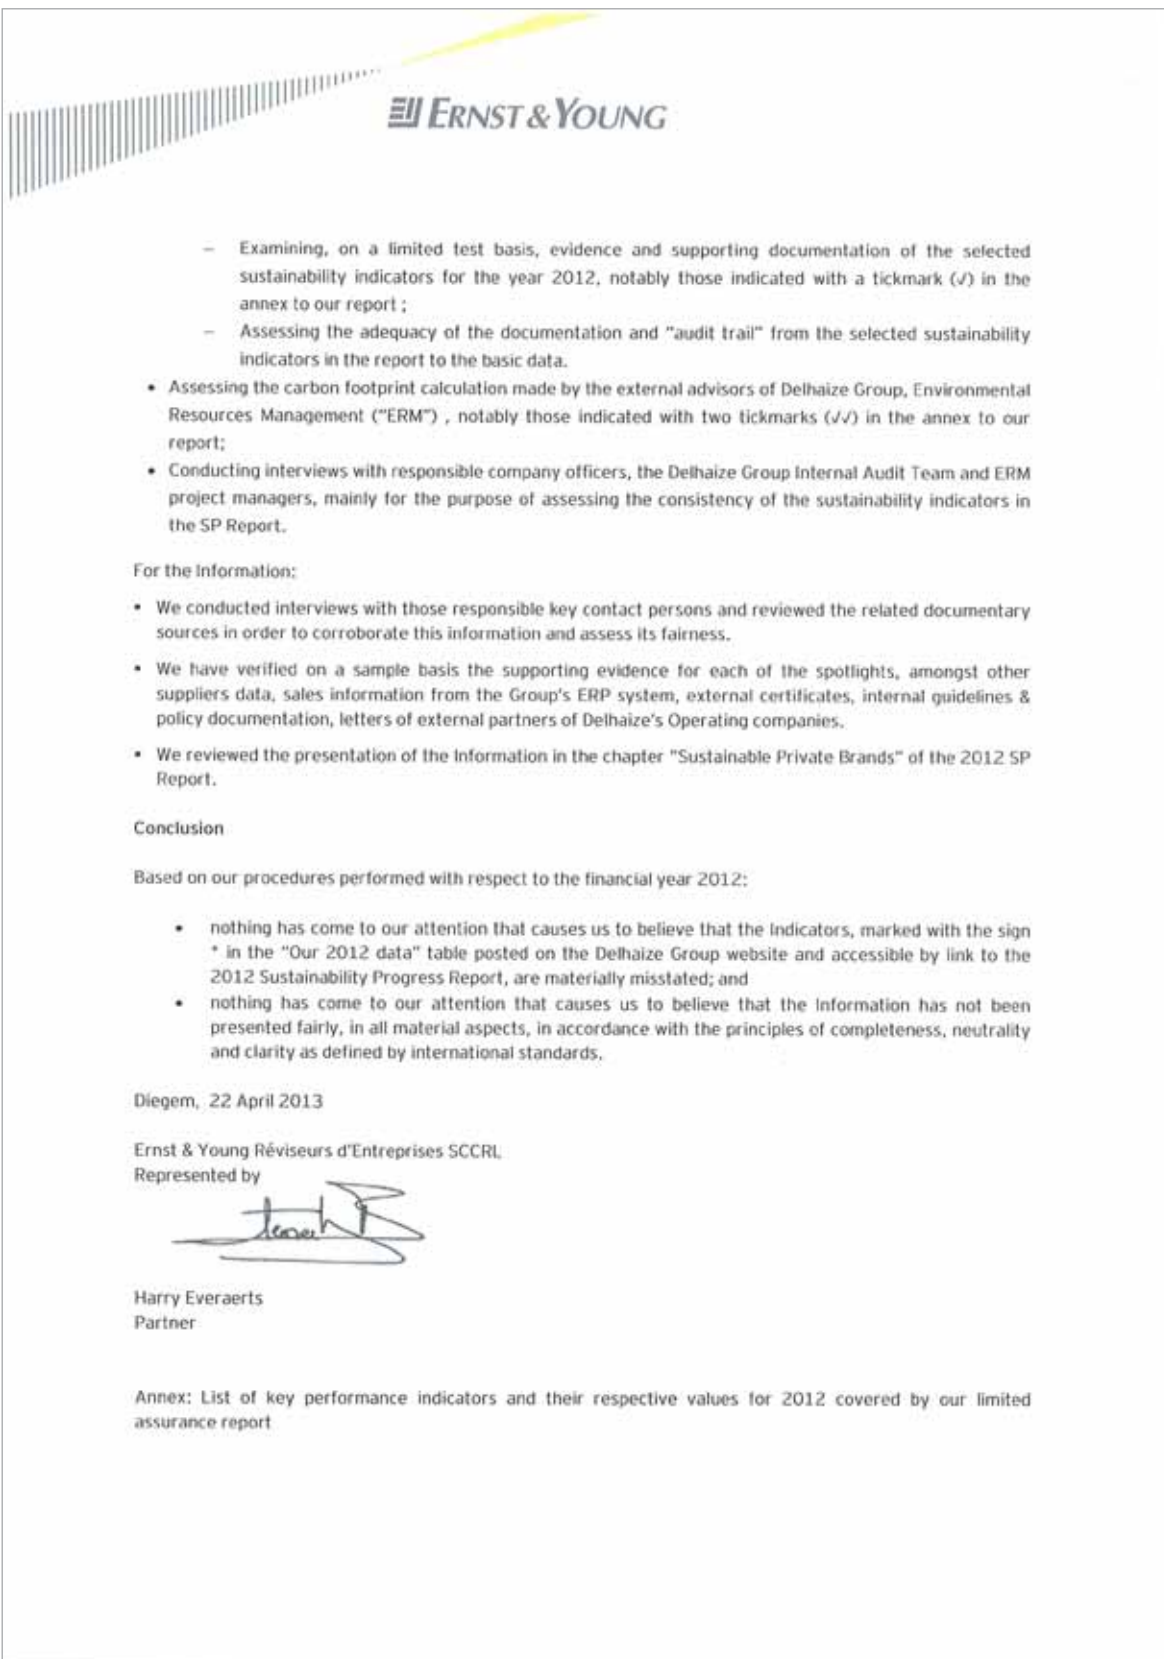 ERNST & YOUNG
– Examining, on a limited test basis, evidence and supporting documentation of the selected
sustainability indicators for the year 2012, notably those indicated with a tickmark (√) in the
annex to our report ;
– Assessing the adequacy of the documentation and "audit trail" from the selected sustainability
indicators in the report to the basic data.
• Assessing the carbon footprint calculation made by the external advisors of Delhaize Group, Environmental
Resources Management ("ERM") , notably those indicated with two tickmarks (√√) in the annex to our
report;
• Conducting interviews with responsible company officers, the Delhaize Group Internal Audit Team and ERM
project managers, mainly for the purpose of assessing the consistency of the sustainability indicators in
the SP Report.
For the Information:
• We conducted interviews with those responsible key contact persons and reviewed the related documentary
sources in order to corroborate this information and assess its fairness.
• We have verified on a sample basis the supporting evidence for each of the spotlights, amongst other
suppliers data, sales information from the Group's ERP system, external certificates, internal guidelines &
policy documentation, letters of external partners of Delhaize's Operating companies.
• We reviewed the presentation of the Information in the chapter "Sustainable Private Brands" of the 2012 SP
Report.
Conclusion
Based on our procedures performed with respect to the financial year 2012:
• nothing has come to our attention that causes us to believe that the Indicators, marked with the sign
* in the "Our 2012 data" table posted on the Delhaize Group website and accessible by link to the
2012 Sustainability Progress Report, are materially misstated; and
• nothing has come to our attention that causes us to believe that the Information has not been
presented fairly, in all material aspects, in accordance with the principles of completeness, neutrality
and clarity as defined by international standards.
Diegem, 22 April 2013
Ernst & Young Réviseurs d'Entreprises SCCRL
Represented by
Harry Everaerts
Partner
Annex: List of key performance indicators and their respective values for 2012 covered by our limited
assurance report